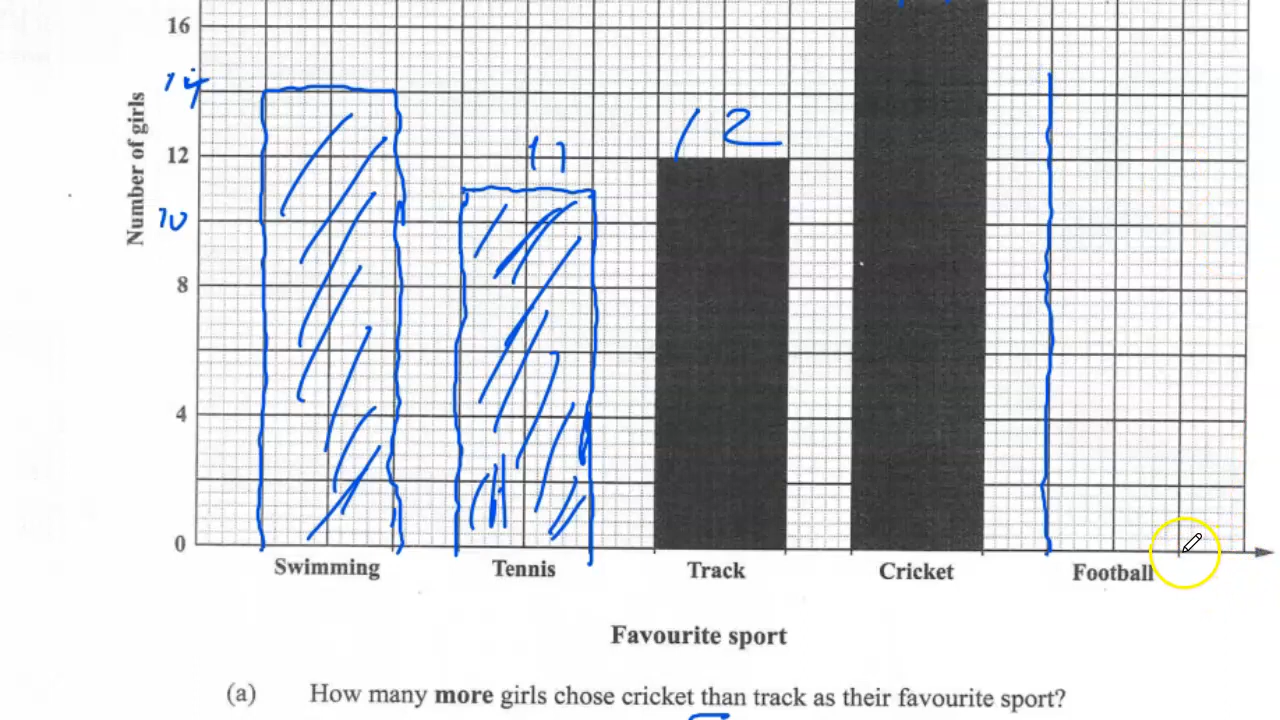 16
14
Number of girls
11
12
12
10
8
4
0
Swimming
Tennis
Track
Cricket
Football
Favourite sport
(a) How many more girls chose cricket than track as their favourite sport?